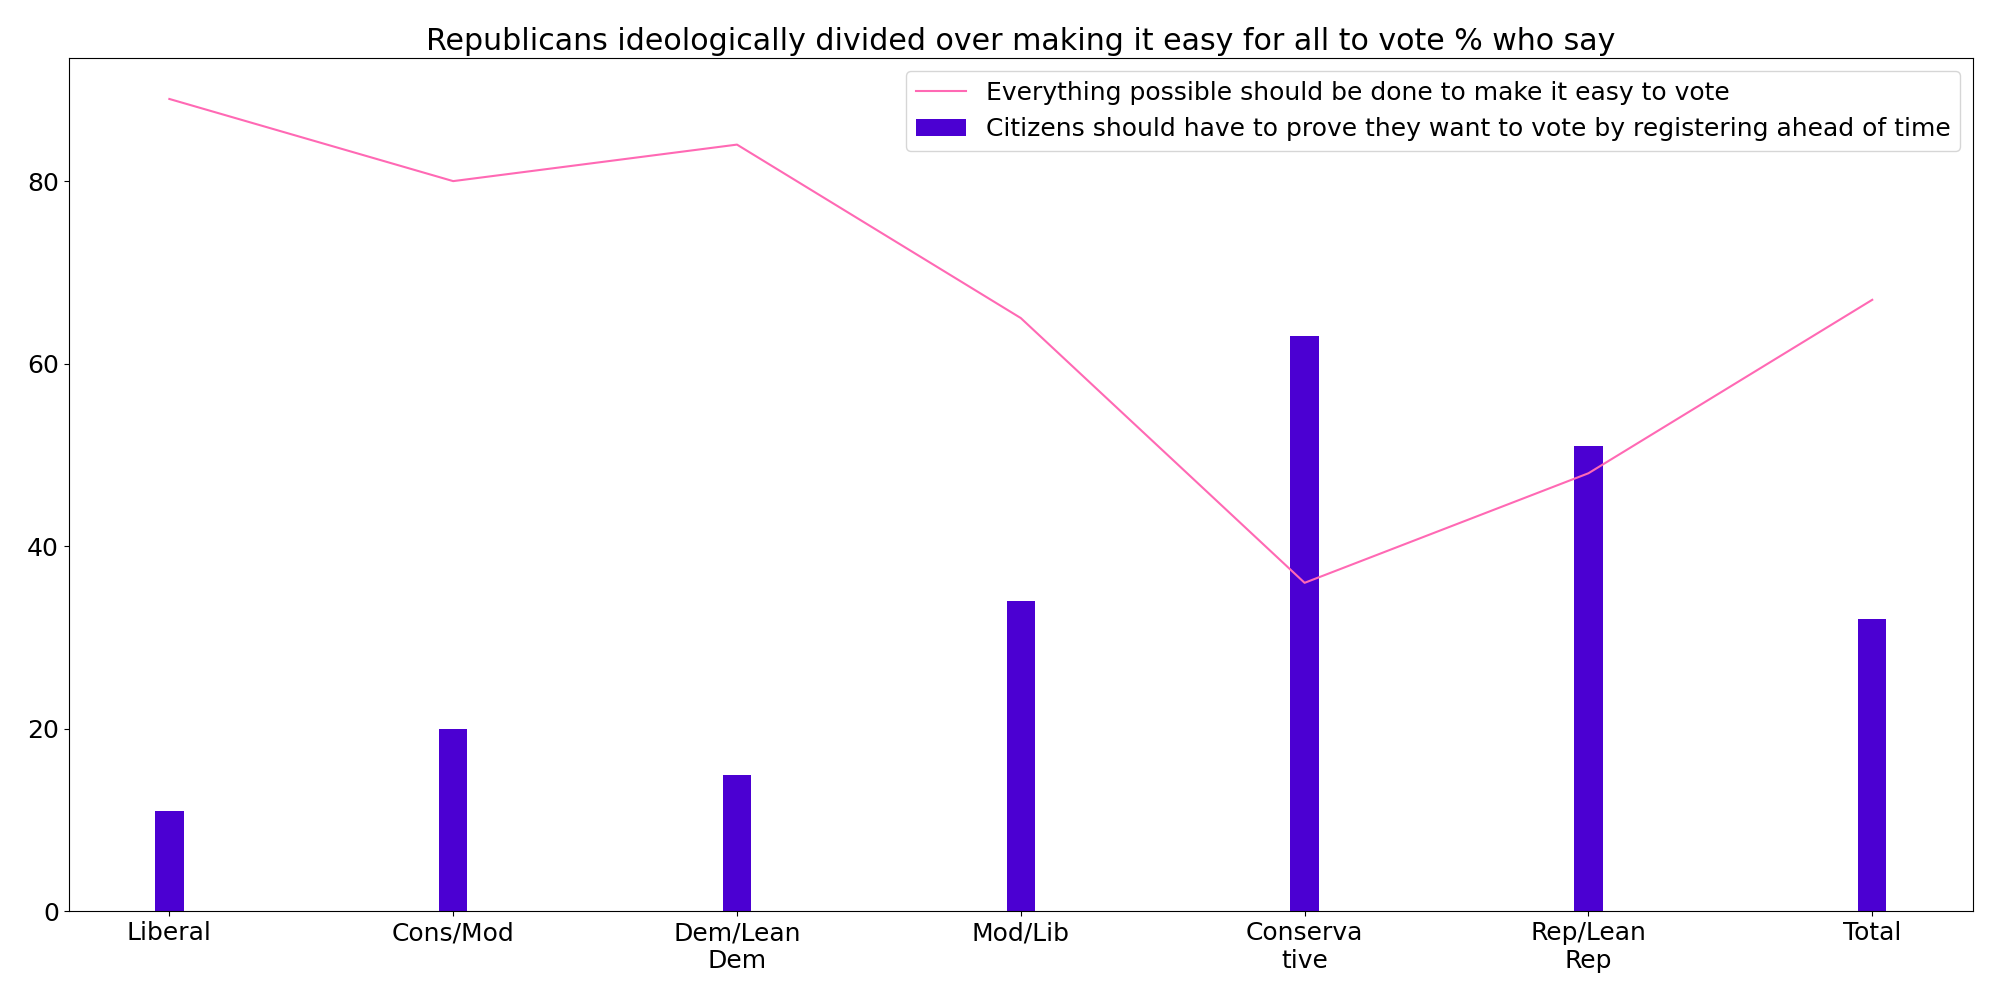 Republicans ideologically divided over making it easy for all to vote % who say
Everything possible should be done to make it easy to vote
Citizens should have to prove they want to vote by registering ahead of time
80
60
40
20
0
Liberal
Cons/Mod
Dem/Lean
Dem
Mod/Lib
Conserva
tive
Rep/Lean
Rep
Total